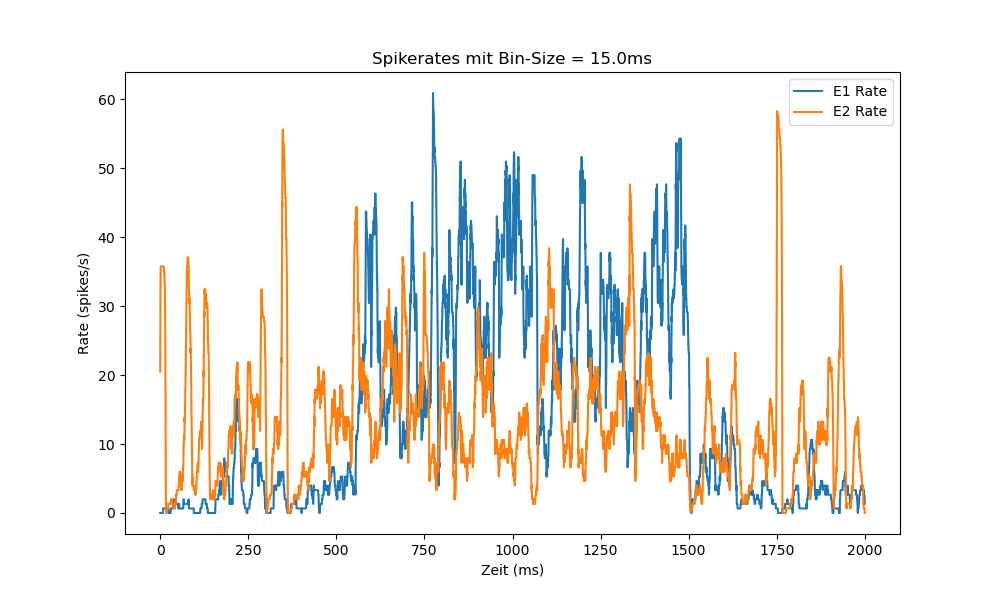 Spikerates mit Bin-Size = 15.0ms
E1 Rate
E2 Rate
Rate (spikes/s)
60
50
40
30
20
10
0
0 250 500 750 1000 1250 1500 1750 2000
Zeit (ms)